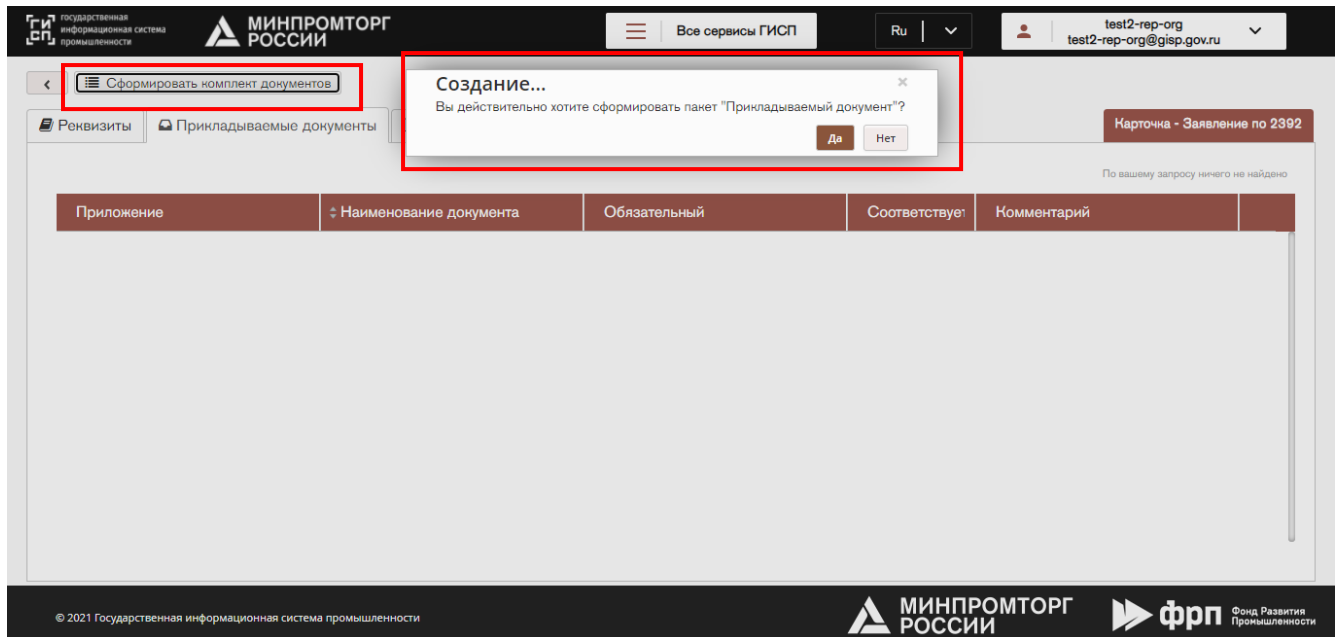 государственная
информационная система
промышленности
ГИСП
МИНПРОМТОРГ
РОССИИ
Все сервисы ГИСП
Ru
test2-rep-org
test2-rep-org@gisp.gov.ru
Сформировать комплект документов
Создание...
Вы действительно хотите сформировать пакет "Прикладываемый документ"?
Да
Нет
Реквизиты
Прикладываемые документы
Карточка - Заявление по 2392
По вашему запросу ничего не найдено
Приложение
Наименование документа
Обязательный
Соответствует
Комментарий
© 2021 Государственная информационная система промышленности
МИНПРОМТОРГ
РОССИИ
фрп
Фонд Развития
Промышленности